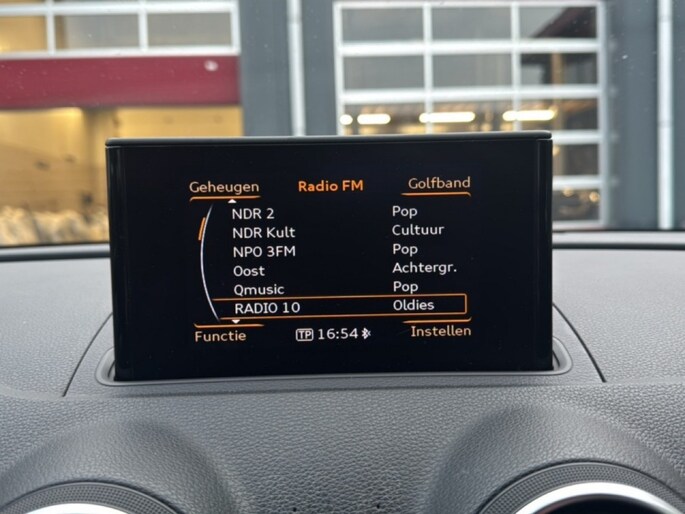 Geheugen Radio FM Golfband
NDR 2 Pop
NDR Kult Cultuur
NPO 3FM Pop
Oost Achtergr.
Qmusic Pop
RADIO 10 Oldies
Functie TP 16:54 Instellen